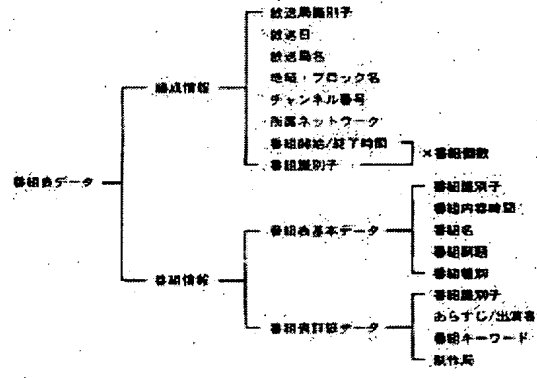 放送局識別子
放送日
放送局名
地域・ブロック名
チャンネル番号
所属ネットワーク
番組開始/終了時間
番組識別子
×番組個数
編成情報
番組表データ
番組情報
番組表基本データ
番組識別子
番組内容時間
番組名
番組副題
番組種別
番組表詳細データ
番組識別子
あらすじ/出演者
番組キーワード
制作局